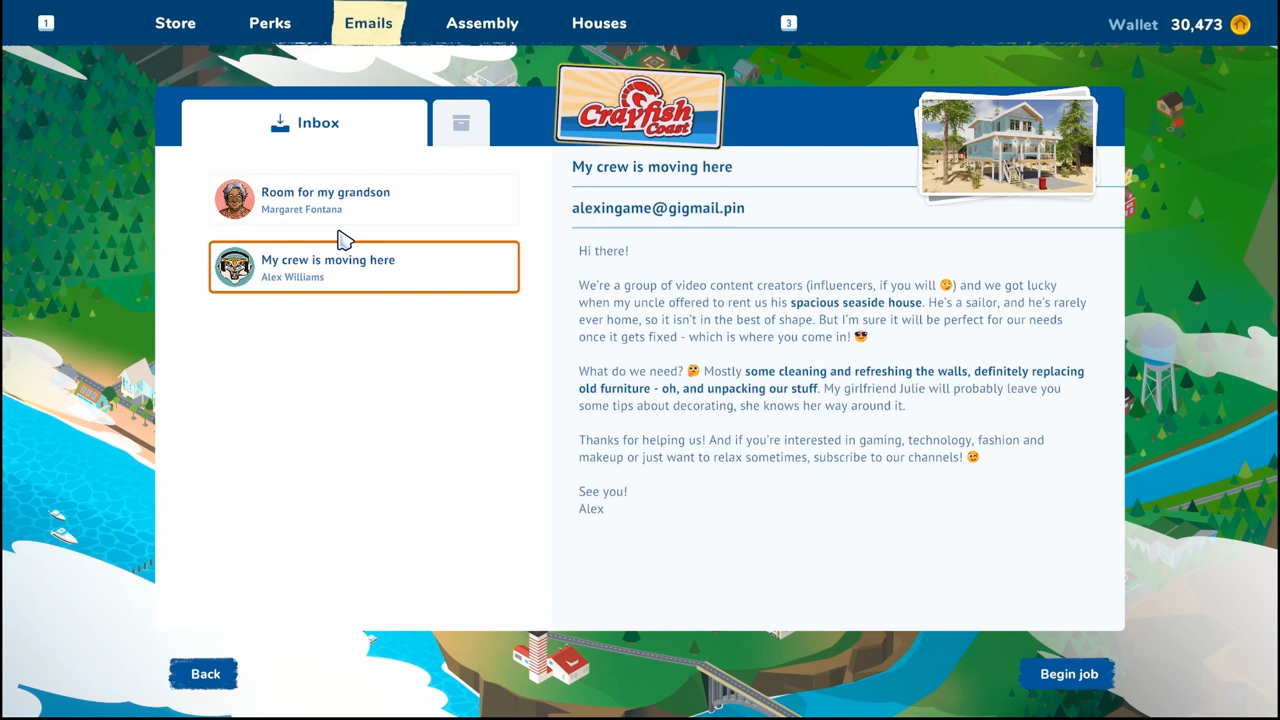 1
Store
Perks
Emails
Assembly
Houses
3
Wallet 30,473
Inbox
Crayfish
Coast
Room for my grandson
Margaret Fontana
My crew is moving here
Alex Williams
My crew is moving here
alexingame@gigmail.pin
Hi there!
We're a group of video content creators (influencers, if you will 😏) and we got lucky
when my uncle offered to rent us his spacious seaside house. He's a sailor, and he's rarely
ever home, so it isn't in the best of shape. But I'm sure it will be perfect for our needs
once it gets fixed - which is where you come in! 😎
What do we need? 🤔 Mostly some cleaning and refreshing the walls, definitely replacing
old furniture - oh, and unpacking our stuff. My girlfriend Julie will probably leave you
some tips about decorating, she knows her way around it.
Thanks for helping us! And if you're interested in gaming, technology, fashion and
makeup or just want to relax sometimes, subscribe to our channels! 😉
See you!
Alex
Back
Begin job